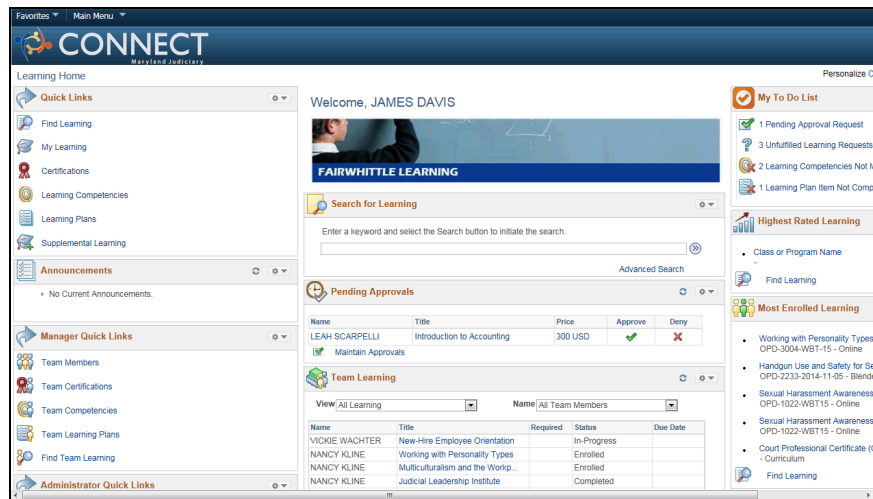 Favorites Main Menu
CONNECT
Maryland Judiciary
Learning Home
Personalize
Quick Links
Find Learning
My Learning
Certifications
Learning Competencies
Learning Plans
Supplemental Learning
Announcements
No Current Announcements.
Manager Quick Links
Team Members
Team Certifications
Team Competencies
Team Learning Plans
Find Team Learning
Administrator Quick Links
Welcome, JAMES DAVIS
FAIRWHITTLE LEARNING
Search for Learning
Enter a keyword and select the Search button to initiate the search.
Advanced Search
Pending Approvals
Name Title Price Approve Deny
LEAH SCARPELLI Introduction to Accounting 300 USD
Maintain Approvals
Team Learning
View All Learning Name All Team Members
Name Title Required Status Due Date
VICKIE WACHTER New-Hire Employee Orientation In-Progress
NANCY KLINE Working with Personality Types Enrolled
NANCY KLINE Multiculturalism and the Workp... Enrolled
NANCY KLINE Judicial Leadership Institute Completed
My To Do List
1 Pending Approval Request
3 Unfulfilled Learning Requests
2 Learning Competencies Not M
1 Learning Plan Item Not Comp
Highest Rated Learning
Class or Program Name
-
Find Learning
Most Enrolled Learning
Working with Personality Types
OPD-3004-WBT-15 - Online
Handgun Use and Safety for Se
OPD-2233-2014-11-05 - Blende
Sexual Harassment Awareness
OPD-1022-WBT15 - Online
Sexual Harassment Awareness
OPD-1022-WBT15 - Online
Court Professional Certificate (C
- Curriculum
Find Learning